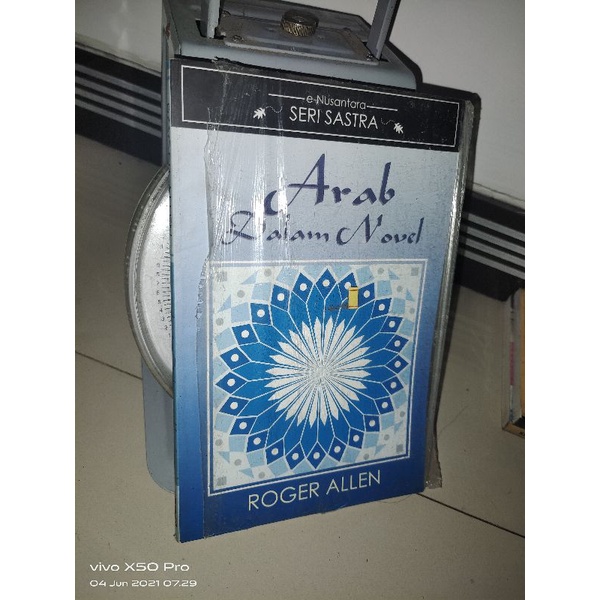 e-Nusantara
SERI SASTRA
Arab
Dalam Novel
ROGER ALLEN
vivo X50 Pro
04 Jun 2021 07.29